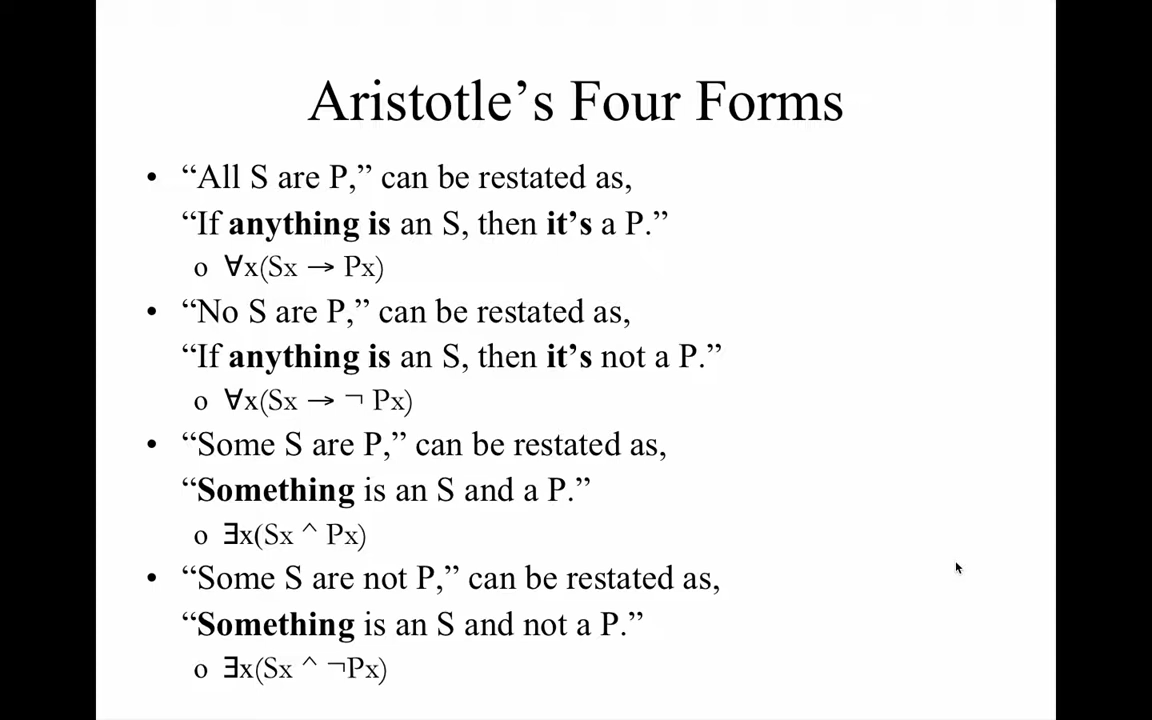 Aristotle’s Four Forms
• “All S are P,” can be restated as,
“If anything is an S, then it’s a P.”
o ∀x(Sx → Px)
• “No S are P,” can be restated as,
“If anything is an S, then it’s not a P.”
o ∀x(Sx → ¬ Px)
• “Some S are P,” can be restated as,
“Something is an S and a P.”
o ∃x(Sx ^ Px)
• “Some S are not P,” can be restated as,
“Something is an S and not a P.”
o ∃x(Sx ^ ¬Px)